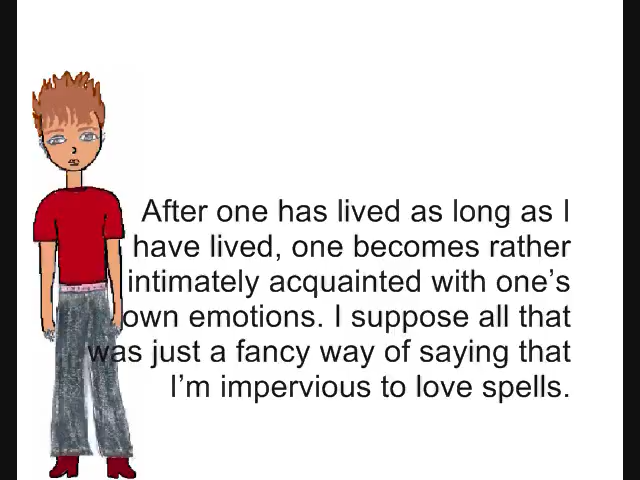 After one has lived as long as I
have lived, one becomes rather
intimately acquainted with one’s
own emotions. I suppose all that
was just a fancy way of saying that
I’m impervious to love spells.